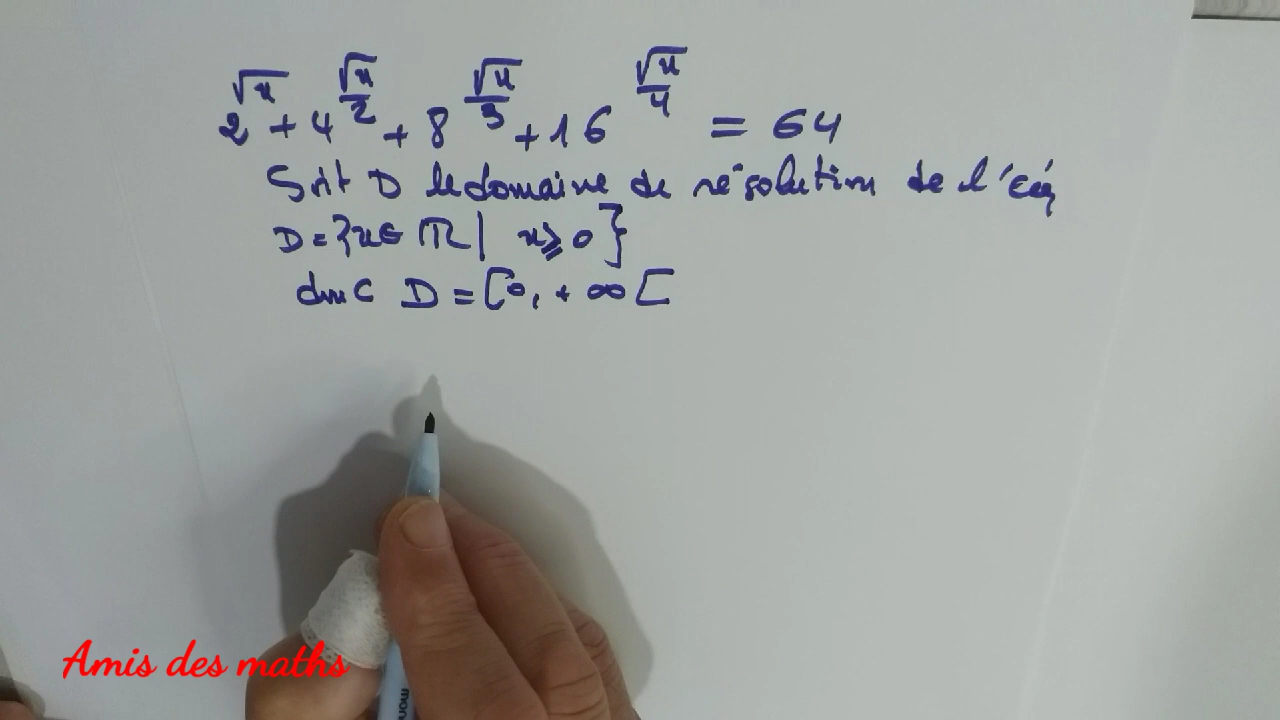 2^√x + 4^(√x/2) + 8^(√x/3) + 16^(√x/4) = 64
Soit D le domaine de résolution de l'éq
D = {x ∈ ℝ | x ⩾ 0}
donc D = [0, +∞[
Amis des maths
mono